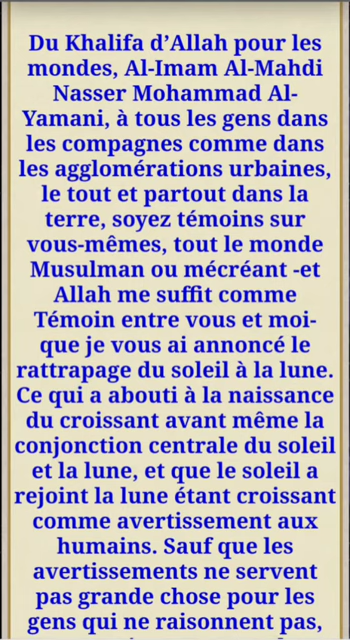 Du Khalifa d’Allah pour les
mondes, Al-Imam Al-Mahdi
Nasser Mohammad Al-
Yamani, à tous les gens dans
les compagnes comme dans
les agglomérations urbaines,
le tout et partout dans la
terre, soyez témoins sur
vous-mêmes, tout le monde
Musulman ou mécréant -et
Allah me suffit comme
Témoin entre vous et moi-
que je vous ai annoncé le
rattrapage du soleil à la lune.
Ce qui a abouti à la naissance
du croissant avant même la
conjonction centrale du soleil
et la lune, et que le soleil a
rejoint la lune étant croissant
comme avertissement aux
humains. Sauf que les
avertissements ne servent
pas grande chose pour les
gens qui ne raisonnent pas,